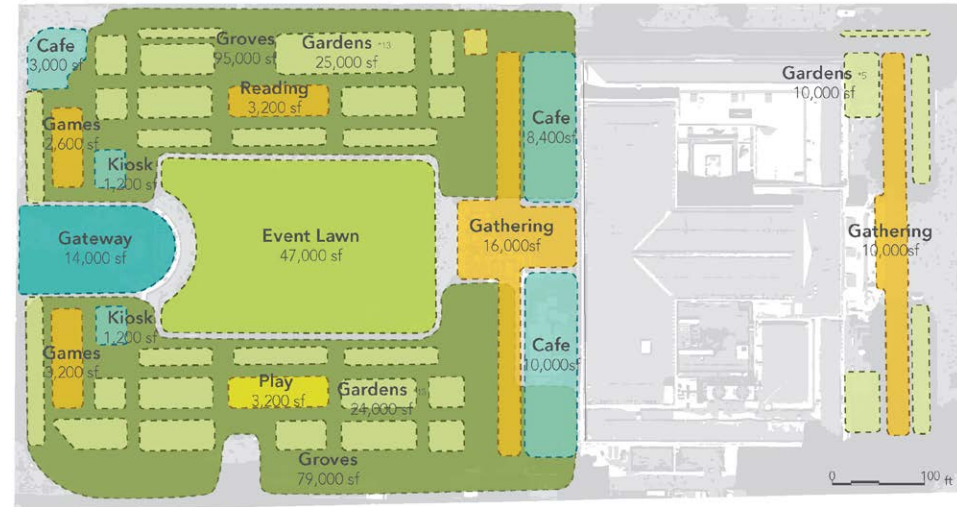 Cafe
3,000 sf
Groves
95,000 sf
Gardens *13
25,000 sf
Gardens *5
10,000 sf
Reading
3,200 sf
Games
2,600 sf
Cafe
8,400sf
Kiosk
1,200 sf
Gateway
14,000 sf
Event Lawn
47,000 sf
Gathering
16,000sf
Gathering
10,000sf
Kiosk
1,200 sf
Games
3,200 sf
Cafe
10,000sf
Play
3,200 sf
Gardens
24,000 sf
Groves
79,000 sf
0 100 ft